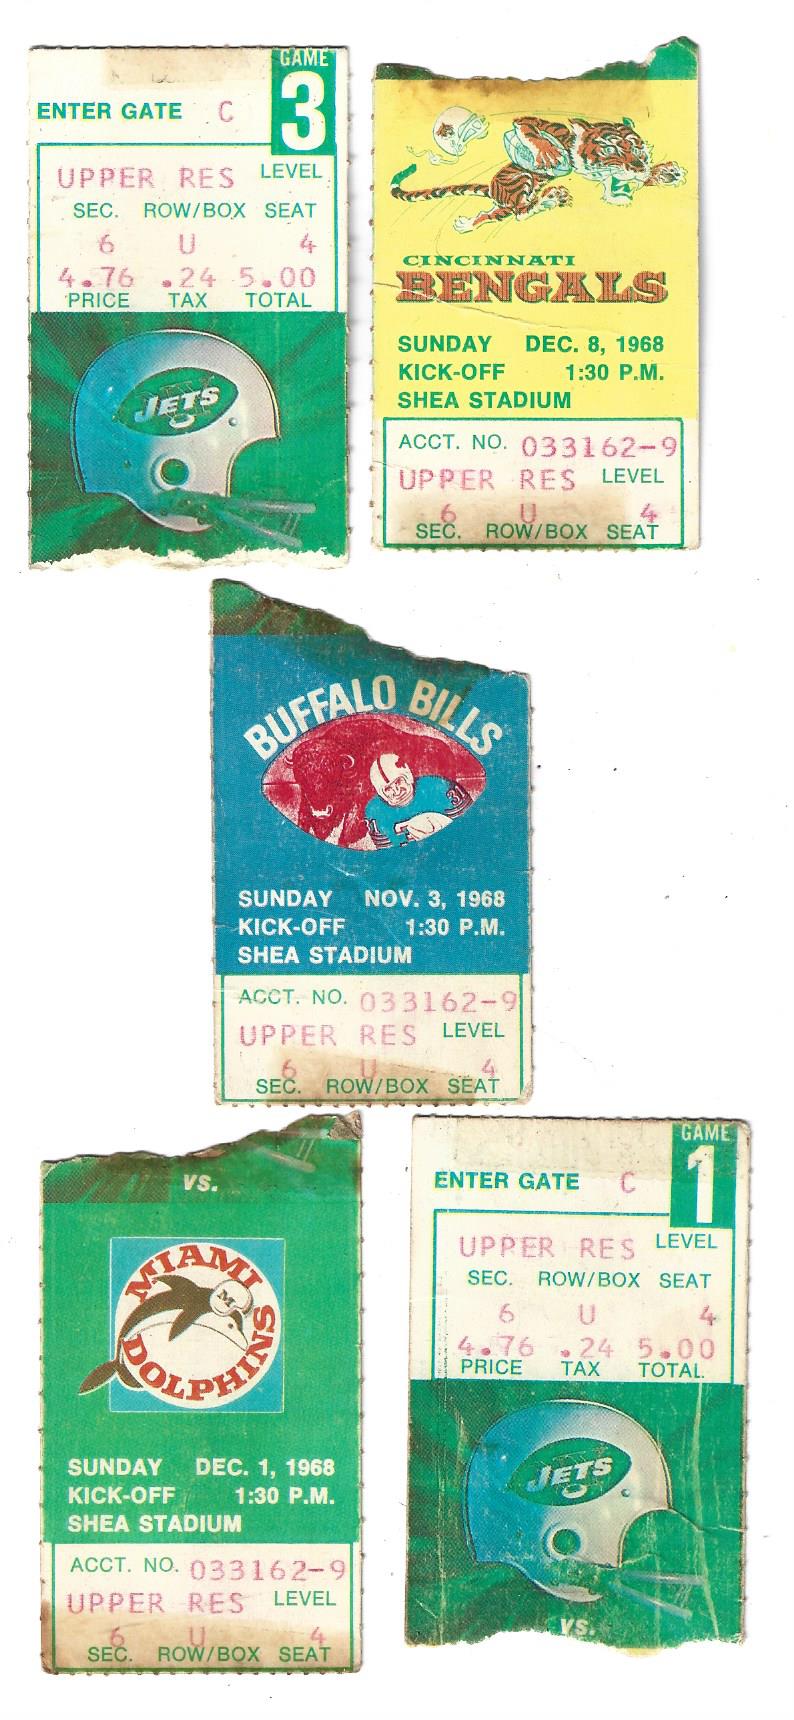 GAME
3
ENTER GATE C
UPPER RES LEVEL
SEC. ROW/BOX SEAT
6 U 4
4.76 .24 5.00
PRICE TAX TOTAL
NY
JETS
CINCINNATI
BENGALS
SUNDAY DEC. 8, 1968
KICK-OFF 1:30 P.M.
SHEA STADIUM
ACCT. NO. 033162-9
UPPER RES LEVEL
6 U 4
SEC. ROW/BOX SEAT
BUFFALO BILLS
31 31
SUNDAY NOV. 3, 1968
KICK-OFF 1:30 P.M.
SHEA STADIUM
ACCT. NO. 033162-9
UPPER RES LEVEL
6 U 4
SEC. ROW/BOX SEAT
VS.
MIAMI
M
DOLPHINS
SUNDAY DEC. 1, 1968
KICK-OFF 1:30 P.M.
SHEA STADIUM
ACCT. NO. 033162-9
UPPER RES LEVEL
6 U 4
SEC. ROW/BOX SEAT
GAME
1
ENTER GATE C
UPPER RES LEVEL
SEC. ROW/BOX SEAT
6 U 4
4.76 .24 5.00
PRICE TAX TOTAL
NY
JETS
VS.